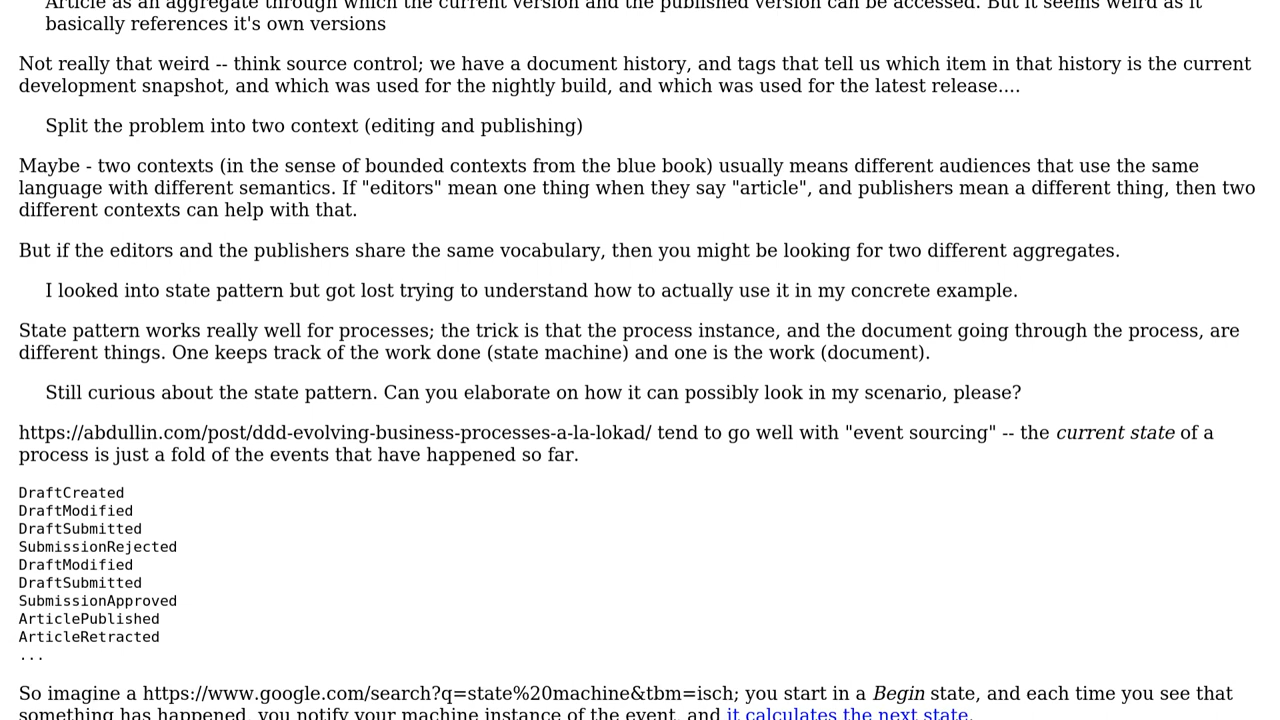 Article as an aggregate through which the current version and the published version can be accessed. But it seems weird as it
basically references it's own versions
Not really that weird -- think source control; we have a document history, and tags that tell us which item in that history is the current
development snapshot, and which was used for the nightly build, and which was used for the latest release....
Split the problem into two context (editing and publishing)
Maybe - two contexts (in the sense of bounded contexts from the blue book) usually means different audiences that use the same
language with different semantics. If "editors" mean one thing when they say "article", and publishers mean a different thing, then two
different contexts can help with that.
But if the editors and the publishers share the same vocabulary, then you might be looking for two different aggregates.
I looked into state pattern but got lost trying to understand how to actually use it in my concrete example.
State pattern works really well for processes; the trick is that the process instance, and the document going through the process, are
different things. One keeps track of the work done (state machine) and one is the work (document).
Still curious about the state pattern. Can you elaborate on how it can possibly look in my scenario, please?
https://abdullin.com/post/ddd-evolving-business-processes-a-la-lokad/ tend to go well with "event sourcing" -- the current state of a
process is just a fold of the events that have happened so far.
DraftCreated
DraftModified
DraftSubmitted
SubmissionRejected
DraftModified
DraftSubmitted
SubmissionApproved
ArticlePublished
ArticleRetracted
...
So imagine a https://www.google.com/search?q=state%20machine&tbm=isch; you start in a Begin state, and each time you see that
something has happened, you notify your machine instance of the event, and it calculates the next state.